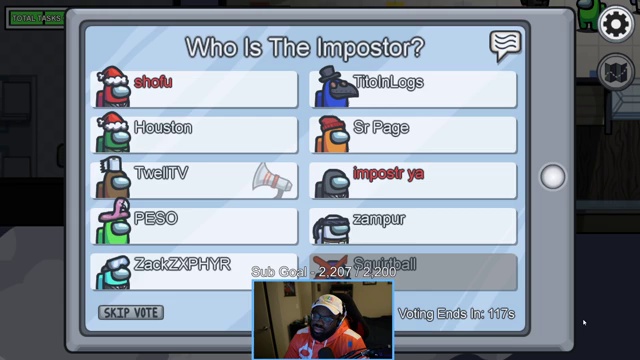 TOTAL TASKS
Who Is The Impostor?
shofu
TitoInLogs
Houston
Sr Page
TwellTV
impostr ya
PESO
zampur
ZackZXPHYR
Squirtball
Sub Goal - 2,207 / 2,200
SKIP VOTE
Voting Ends In: 117s